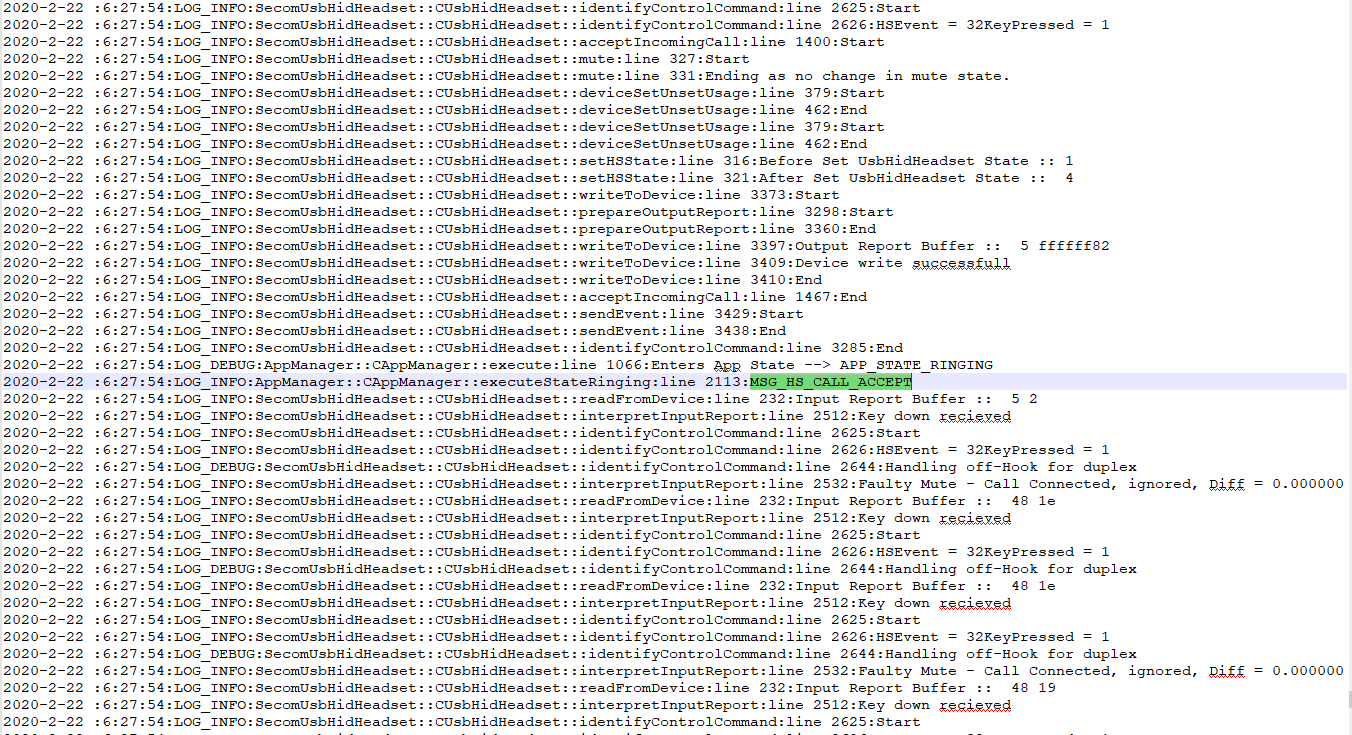 2020-2-22 :6:27:54:LOG_INFO:SecomUsbHidHeadset::CUsbHidHeadset::identifyControlCommand:line 2625:Start
2020-2-22 :6:27:54:LOG_INFO:SecomUsbHidHeadset::CUsbHidHeadset::identifyControlCommand:line 2626:HSEvent = 32KeyPressed = 1
2020-2-22 :6:27:54:LOG_INFO:SecomUsbHidHeadset::CUsbHidHeadset::acceptIncomingCall:line 1400:Start
2020-2-22 :6:27:54:LOG_INFO:SecomUsbHidHeadset::CUsbHidHeadset::mute:line 327:Start
2020-2-22 :6:27:54:LOG_INFO:SecomUsbHidHeadset::CUsbHidHeadset::mute:line 331:Ending as no change in mute state.
2020-2-22 :6:27:54:LOG_INFO:SecomUsbHidHeadset::CUsbHidHeadset::deviceSetUnsetUsage:line 379:Start
2020-2-22 :6:27:54:LOG_INFO:SecomUsbHidHeadset::CUsbHidHeadset::deviceSetUnsetUsage:line 462:End
2020-2-22 :6:27:54:LOG_INFO:SecomUsbHidHeadset::CUsbHidHeadset::deviceSetUnsetUsage:line 379:Start
2020-2-22 :6:27:54:LOG_INFO:SecomUsbHidHeadset::CUsbHidHeadset::deviceSetUnsetUsage:line 462:End
2020-2-22 :6:27:54:LOG_INFO:SecomUsbHidHeadset::CUsbHidHeadset::setHSState:line 316:Before Set UsbHidHeadset State :: 1
2020-2-22 :6:27:54:LOG_INFO:SecomUsbHidHeadset::CUsbHidHeadset::setHSState:line 321:After Set UsbHidHeadset State ::  4
2020-2-22 :6:27:54:LOG_INFO:SecomUsbHidHeadset::CUsbHidHeadset::writeToDevice:line 3373:Start
2020-2-22 :6:27:54:LOG_INFO:SecomUsbHidHeadset::CUsbHidHeadset::prepareOutputReport:line 3298:Start
2020-2-22 :6:27:54:LOG_INFO:SecomUsbHidHeadset::CUsbHidHeadset::prepareOutputReport:line 3360:End
2020-2-22 :6:27:54:LOG_INFO:SecomUsbHidHeadset::CUsbHidHeadset::writeToDevice:line 3397:Output Report Buffer ::  5 ffffff82
2020-2-22 :6:27:54:LOG_INFO:SecomUsbHidHeadset::CUsbHidHeadset::writeToDevice:line 3409:Device write successfull
2020-2-22 :6:27:54:LOG_INFO:SecomUsbHidHeadset::CUsbHidHeadset::writeToDevice:line 3410:End
2020-2-22 :6:27:54:LOG_INFO:SecomUsbHidHeadset::CUsbHidHeadset::acceptIncomingCall:line 1467:End
2020-2-22 :6:27:54:LOG_INFO:SecomUsbHidHeadset::CUsbHidHeadset::sendEvent:line 3429:Start
2020-2-22 :6:27:54:LOG_INFO:SecomUsbHidHeadset::CUsbHidHeadset::sendEvent:line 3438:End
2020-2-22 :6:27:54:LOG_INFO:SecomUsbHidHeadset::CUsbHidHeadset::identifyControlCommand:line 3285:End
2020-2-22 :6:27:54:LOG_DEBUG:AppManager::CAppManager::execute:line 1066:Enters App State --> APP_STATE_RINGING
2020-2-22 :6:27:54:LOG_INFO:AppManager::CAppManager::executeStateRinging:line 2113:MSG_HS_CALL_ACCEPT
2020-2-22 :6:27:54:LOG_INFO:SecomUsbHidHeadset::CUsbHidHeadset::readFromDevice:line 232:Input Report Buffer ::  5 2
2020-2-22 :6:27:54:LOG_INFO:SecomUsbHidHeadset::CUsbHidHeadset::interpretInputReport:line 2512:Key down recieved
2020-2-22 :6:27:54:LOG_INFO:SecomUsbHidHeadset::CUsbHidHeadset::identifyControlCommand:line 2625:Start
2020-2-22 :6:27:54:LOG_INFO:SecomUsbHidHeadset::CUsbHidHeadset::identifyControlCommand:line 2626:HSEvent = 32KeyPressed = 1
2020-2-22 :6:27:54:LOG_DEBUG:SecomUsbHidHeadset::CUsbHidHeadset::identifyControlCommand:line 2644:Handling off-Hook for duplex
2020-2-22 :6:27:54:LOG_INFO:SecomUsbHidHeadset::CUsbHidHeadset::interpretInputReport:line 2532:Faulty Mute - Call Connected, ignored, Diff = 0.000000
2020-2-22 :6:27:54:LOG_INFO:SecomUsbHidHeadset::CUsbHidHeadset::readFromDevice:line 232:Input Report Buffer ::  48 1e
2020-2-22 :6:27:54:LOG_INFO:SecomUsbHidHeadset::CUsbHidHeadset::interpretInputReport:line 2512:Key down recieved
2020-2-22 :6:27:54:LOG_INFO:SecomUsbHidHeadset::CUsbHidHeadset::identifyControlCommand:line 2625:Start
2020-2-22 :6:27:54:LOG_INFO:SecomUsbHidHeadset::CUsbHidHeadset::identifyControlCommand:line 2626:HSEvent = 32KeyPressed = 1
2020-2-22 :6:27:54:LOG_DEBUG:SecomUsbHidHeadset::CUsbHidHeadset::identifyControlCommand:line 2644:Handling off-Hook for duplex
2020-2-22 :6:27:54:LOG_INFO:SecomUsbHidHeadset::CUsbHidHeadset::readFromDevice:line 232:Input Report Buffer ::  48 1e
2020-2-22 :6:27:54:LOG_INFO:SecomUsbHidHeadset::CUsbHidHeadset::interpretInputReport:line 2512:Key down recieved
2020-2-22 :6:27:54:LOG_INFO:SecomUsbHidHeadset::CUsbHidHeadset::identifyControlCommand:line 2625:Start
2020-2-22 :6:27:54:LOG_INFO:SecomUsbHidHeadset::CUsbHidHeadset::identifyControlCommand:line 2626:HSEvent = 32KeyPressed = 1
2020-2-22 :6:27:54:LOG_DEBUG:SecomUsbHidHeadset::CUsbHidHeadset::identifyControlCommand:line 2644:Handling off-Hook for duplex
2020-2-22 :6:27:54:LOG_INFO:SecomUsbHidHeadset::CUsbHidHeadset::interpretInputReport:line 2532:Faulty Mute - Call Connected, ignored, Diff = 0.000000
2020-2-22 :6:27:54:LOG_INFO:SecomUsbHidHeadset::CUsbHidHeadset::readFromDevice:line 232:Input Report Buffer ::  48 19
2020-2-22 :6:27:54:LOG_INFO:SecomUsbHidHeadset::CUsbHidHeadset::interpretInputReport:line 2512:Key down recieved
2020-2-22 :6:27:54:LOG_INFO:SecomUsbHidHeadset::CUsbHidHeadset::identifyControlCommand:line 2625:Start